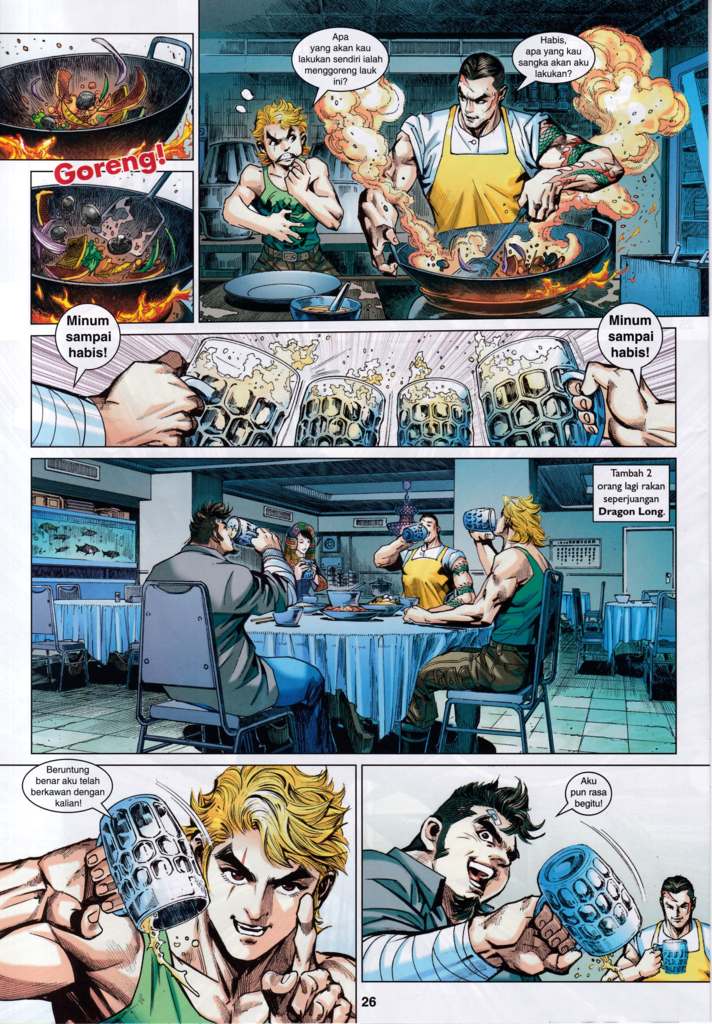 Apa
yang akan kau
lakukan sendiri ialah
menggoreng lauk
ini?
Habis,
apa yang kau
sangka akan aku
lakukan?
Goreng!
Minum
sampai
habis!
Minum
sampai
habis!
Tambah 2
orang lagi rakan
seperjuangan
Dragon Long.
Beruntung
benar aku telah
berkawan dengan
kalian!
Aku
pun rasa
begitu!
26